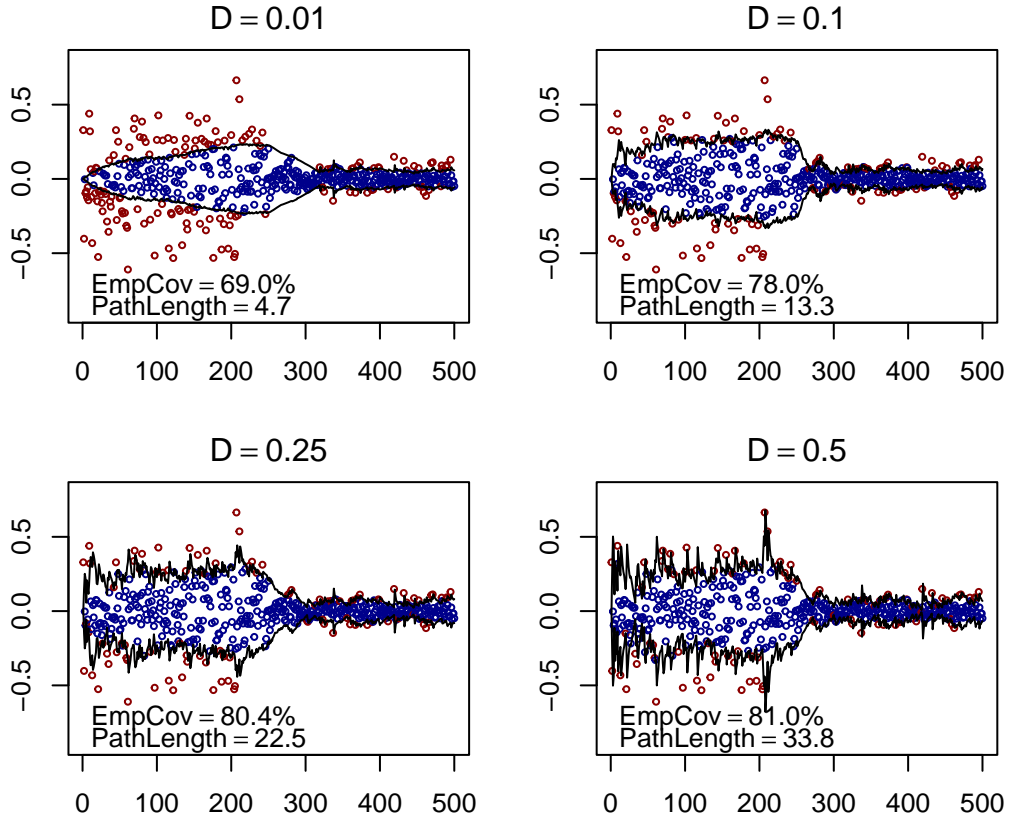 D = 0.01
0.5
0.0
−0.5
EmpCov = 69.0%
PathLength = 4.7
0 100 200 300 400 500
D = 0.1
0.5
0.0
−0.5
EmpCov = 78.0%
PathLength = 13.3
0 100 200 300 400 500
D = 0.25
0.5
0.0
−0.5
EmpCov = 80.4%
PathLength = 22.5
0 100 200 300 400 500
D = 0.5
0.5
0.0
−0.5
EmpCov = 81.0%
PathLength = 33.8
0 100 200 300 400 500